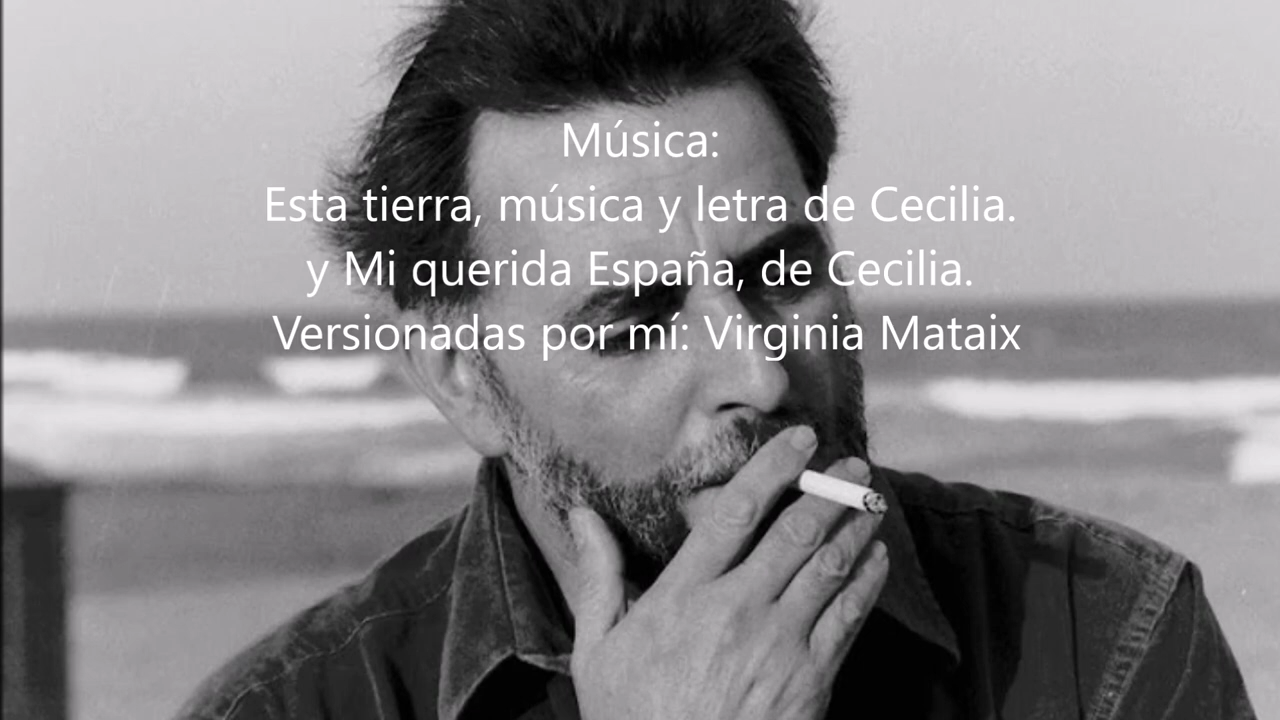 Música:
Esta tierra, música y letra de Cecilia.
y Mi querida España, de Cecilia.
Versionadas por mí: Virginia Mataix